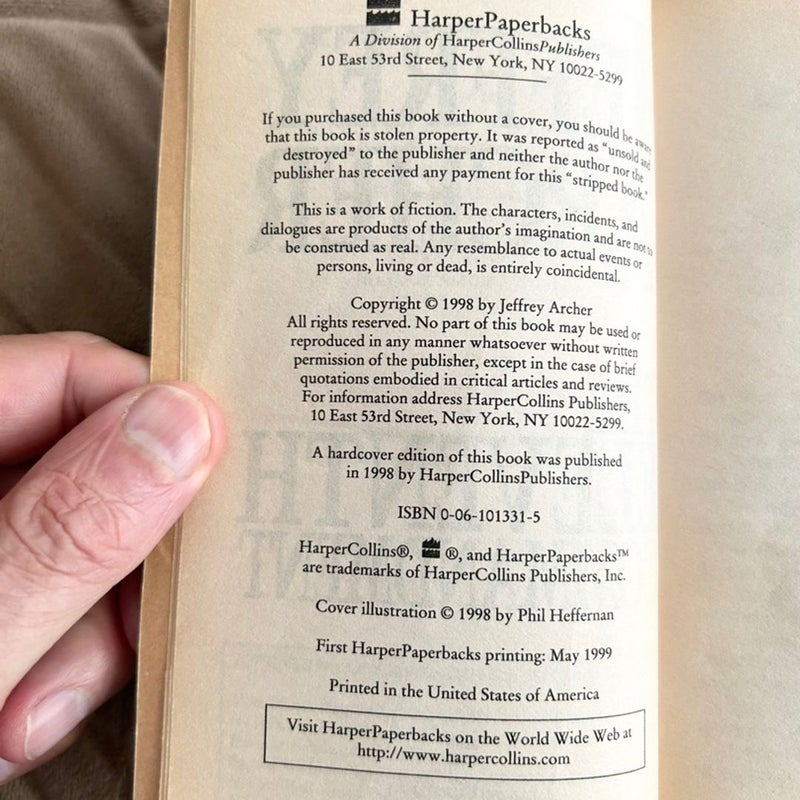 HarperPaperbacks
A Division of HarperCollinsPublishers
10 East 53rd Street, New York, NY 10022-5299
If you purchased this book without a cover, you should be aware
that this book is stolen property. It was reported as “unsold and
destroyed” to the publisher and neither the author nor the
publisher has received any payment for this “stripped book.”
This is a work of fiction. The characters, incidents, and
dialogues are products of the author's imagination and are not to
be construed as real. Any resemblance to actual events or
persons, living or dead, is entirely coincidental.
Copyright © 1998 by Jeffrey Archer
All rights reserved. No part of this book may be used or
reproduced in any manner whatsoever without written
permission of the publisher, except in the case of brief
quotations embodied in critical articles and reviews.
For information address HarperCollins Publishers,
10 East 53rd Street, New York, NY 10022-5299.
A hardcover edition of this book was published
in 1998 by HarperCollinsPublishers.
ISBN 0-06-101331-5
HarperCollins®, ®, and HarperPaperbacks™
are trademarks of HarperCollins Publishers, Inc.
Cover illustration © 1998 by Phil Heffernan
First HarperPaperbacks printing: May 1999
Printed in the United States of America
Visit HarperPaperbacks on the World Wide Web at
http://www.harpercollins.com